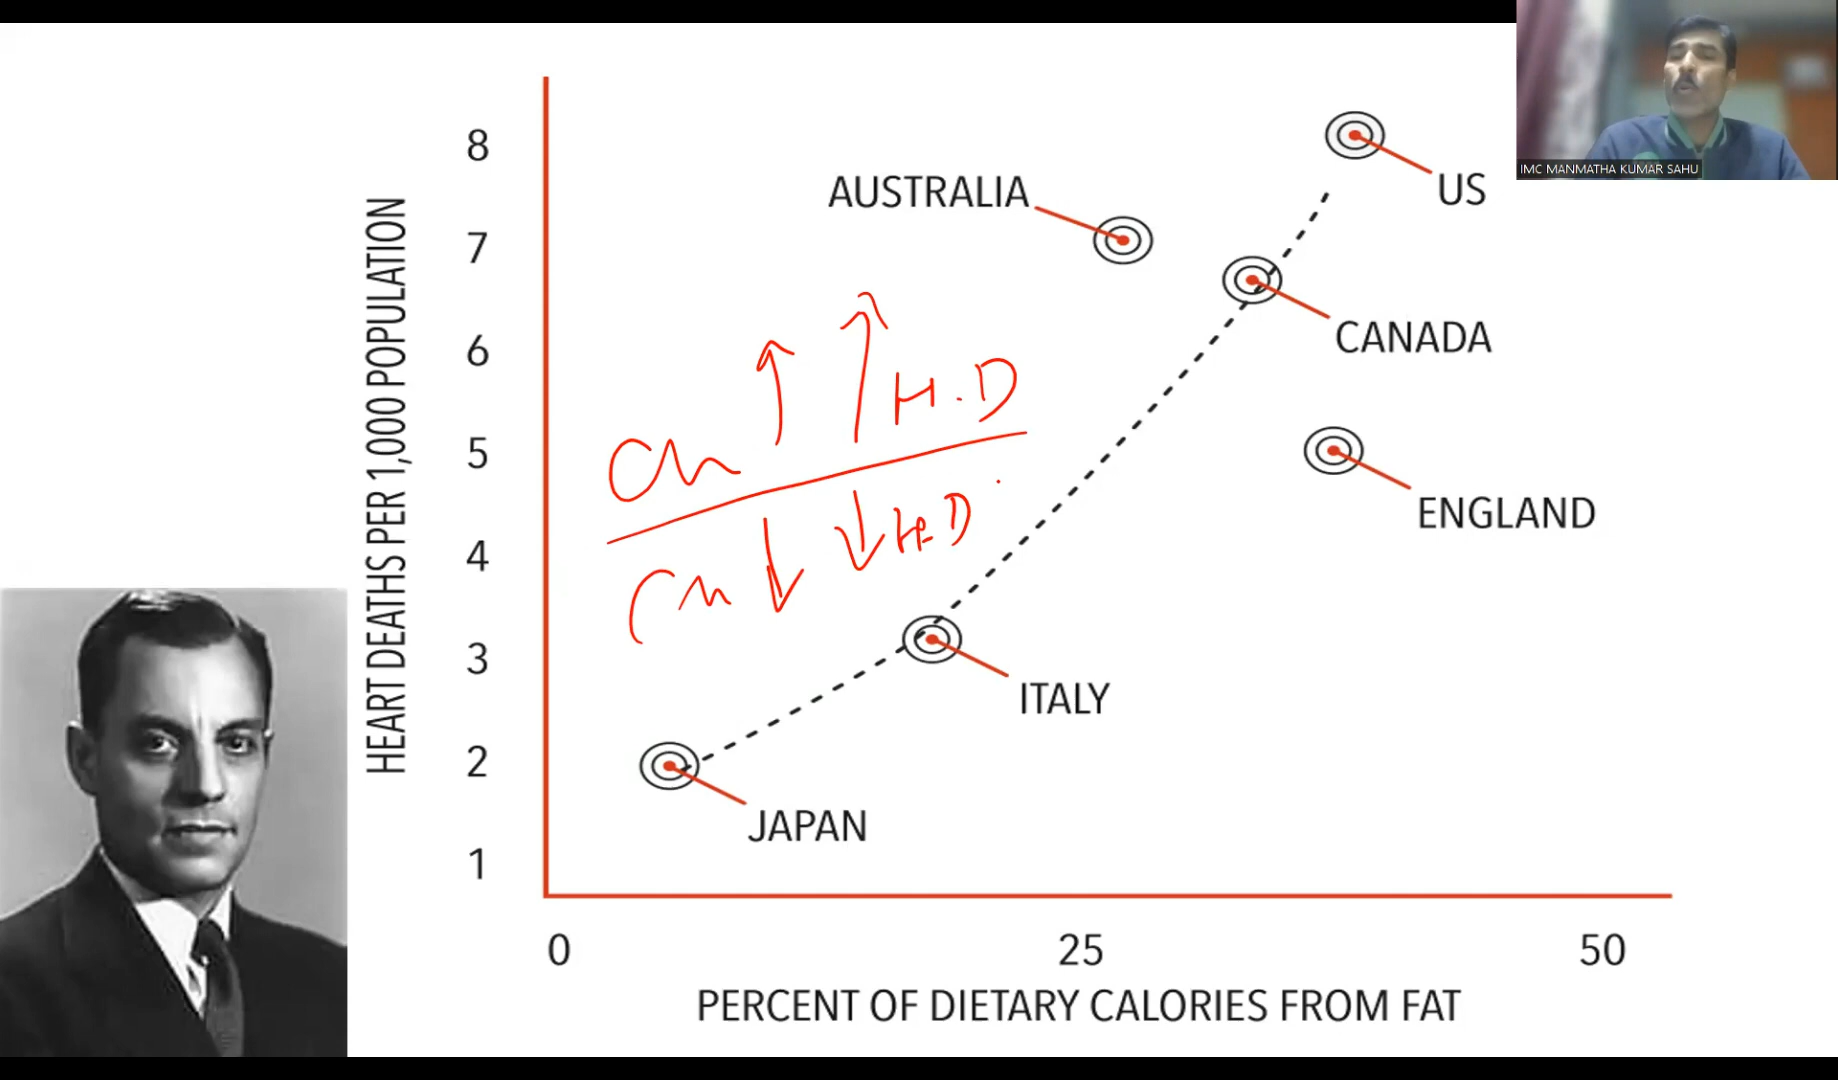 IMC MANMATHA KUMAR SAHU
HEART DEATHS PER 1,000 POPULATION
8
7
6
5
4
3
2
1
AUSTRALIA
US
CANADA
ENGLAND
ITALY
JAPAN
H.D
H.D
0 25 50
PERCENT OF DIETARY CALORIES FROM FAT